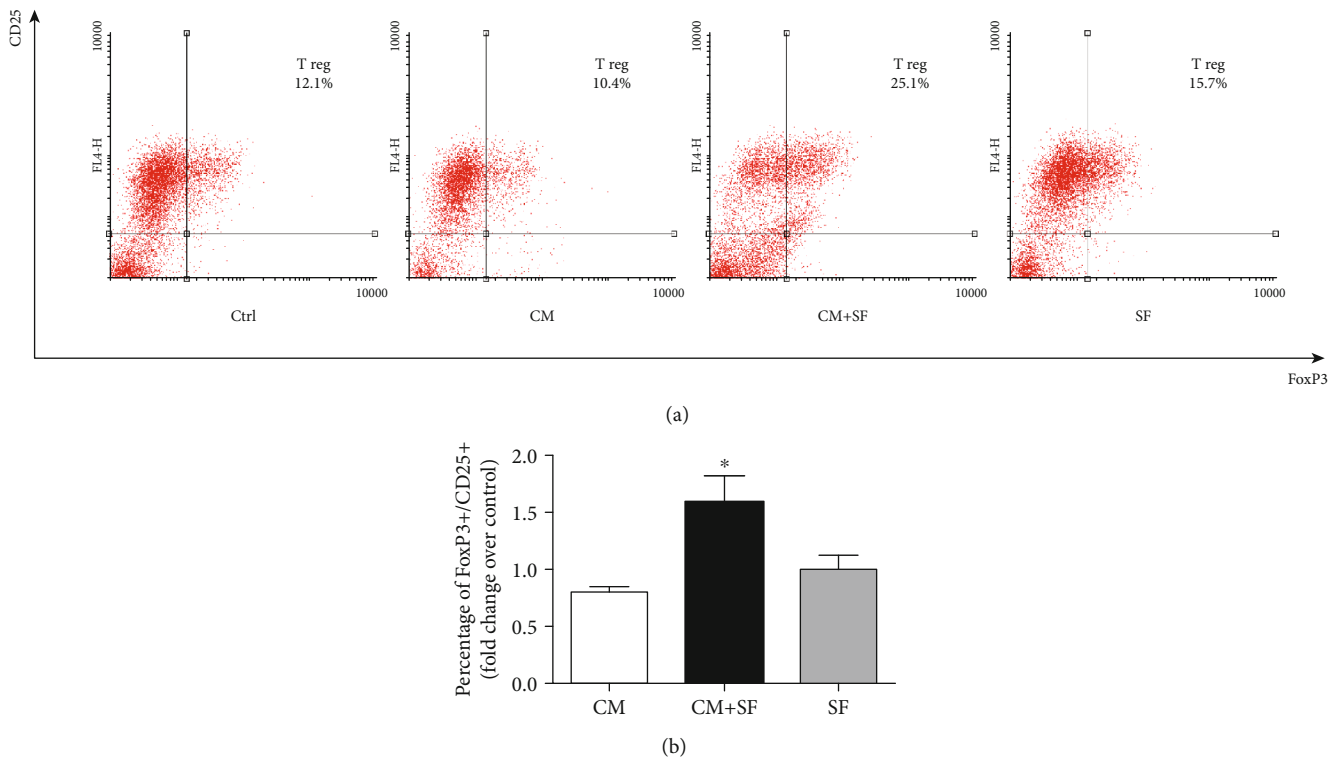 CD25
10000
FL4-H
T reg
12.1%
10000
Ctrl
10000
FL4-H
T reg
10.4%
10000
CM
10000
FL4-H
T reg
25.1%
10000
CM+SF
10000
FL4-H
T reg
15.7%
10000
SF
FoxP3
(a)
Percentage of FoxP3+/CD25+
(fold change over control)
2.0
1.5
1.0
0.5
0.0
*
CM
CM+SF
SF
(b)